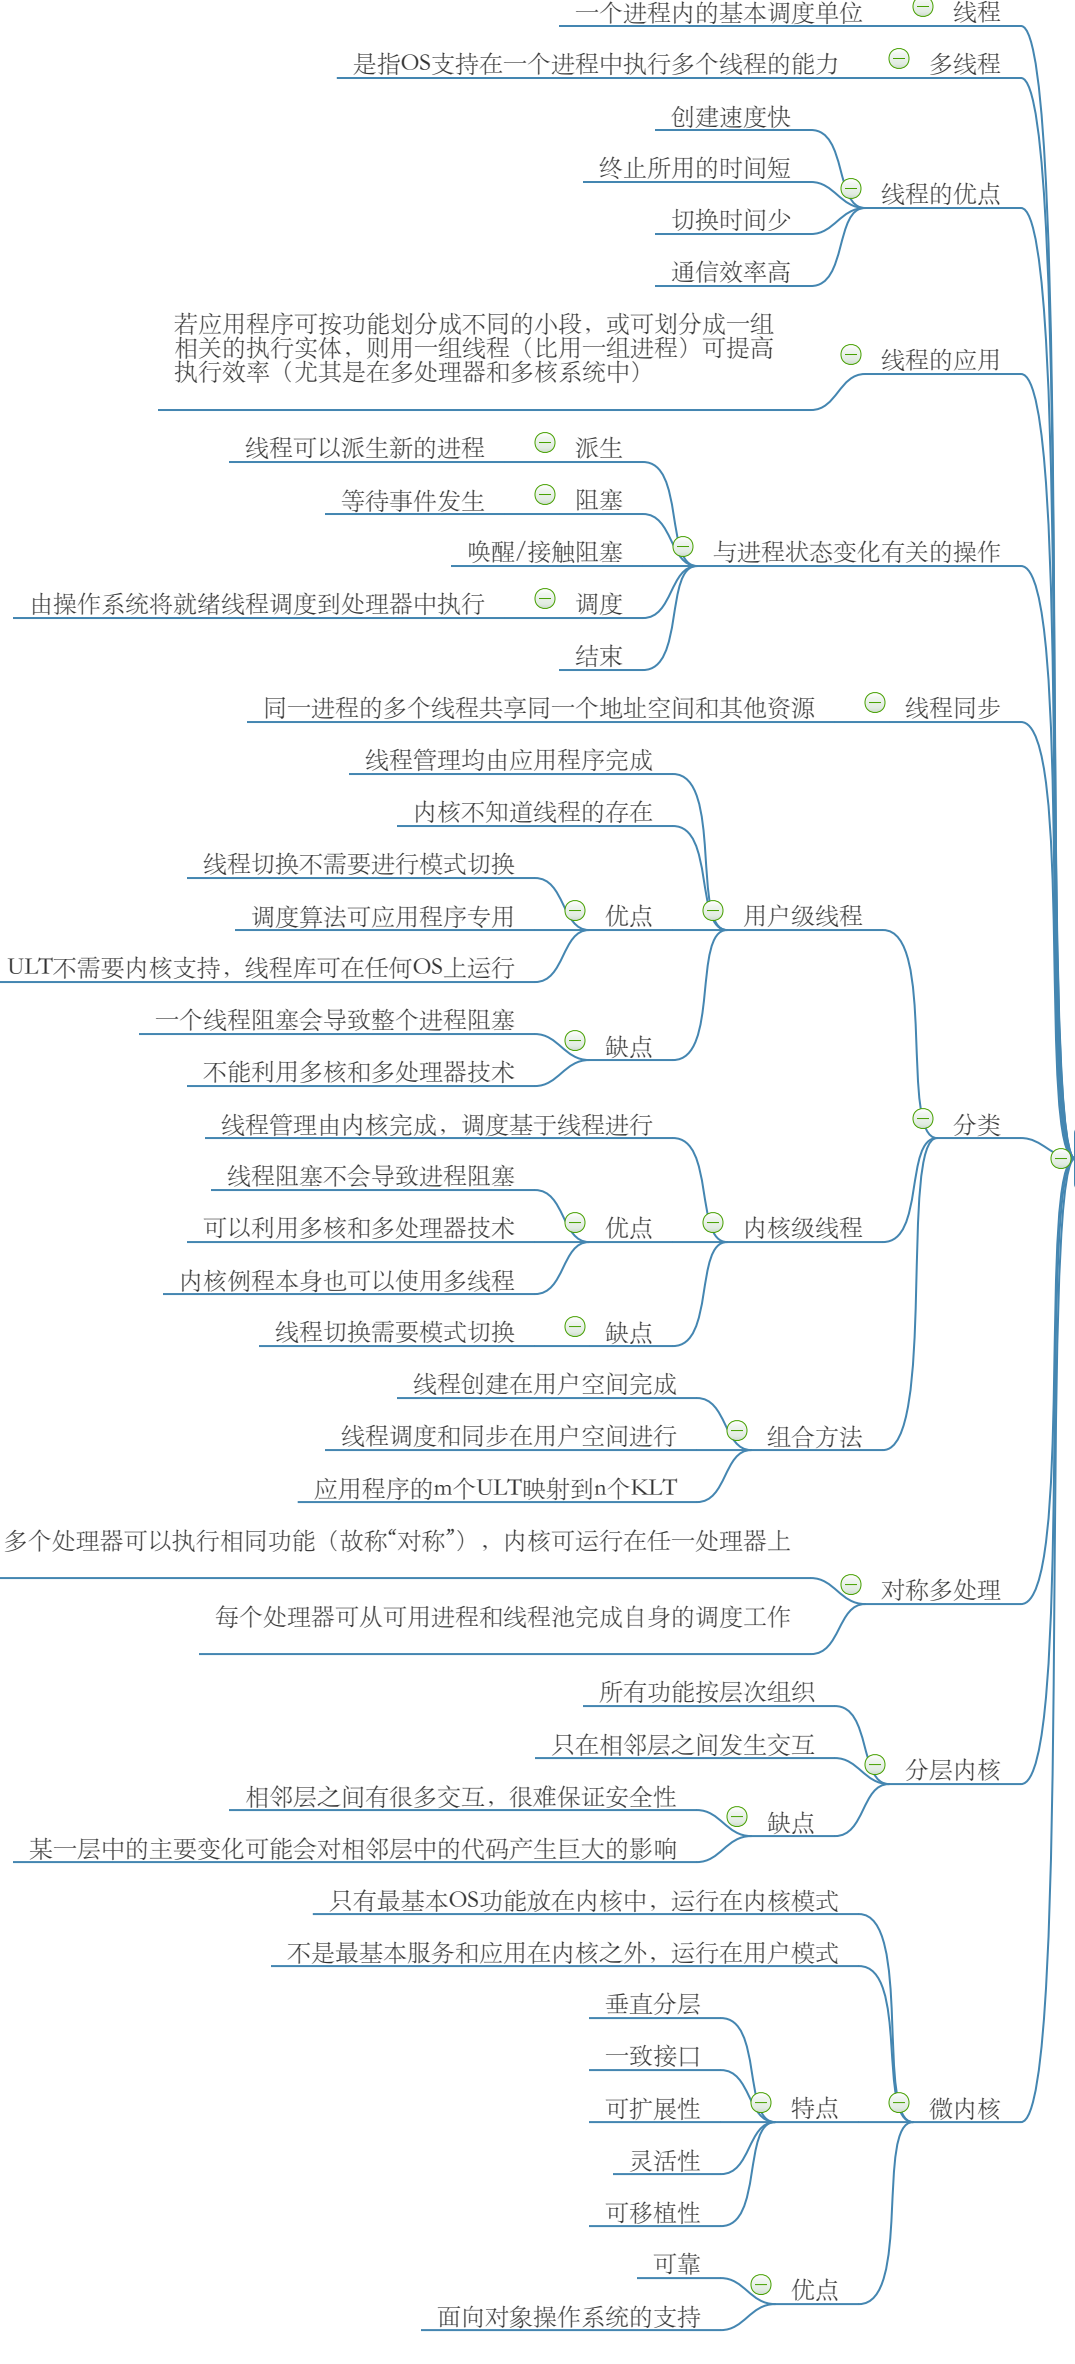 一个进程内的基本调度单位
线程
是指OS支持在一个进程中执行多个线程的能力
多线程
创建速度快
终止所用的时间短
切换时间少
通信效率高
线程的优点
若应用程序可按功能划分成不同的小段，或可划分成一组
相关的执行实体，则用一组线程（比用一组进程）可提高
执行效率（尤其是在多处理器和多核系统中）
线程的应用
线程可以派生新的进程
派生
等待事件发生
阻塞
唤醒/接触阻塞
与进程状态变化有关的操作
由操作系统将就绪线程调度到处理器中执行
调度
结束
同一进程的多个线程共享同一个地址空间和其他资源
线程同步
线程管理均由应用程序完成
内核不知道线程的存在
线程切换不需要进行模式切换
调度算法可应用程序专用
ULT不需要内核支持，线程库可在任何OS上运行
优点
用户级线程
一个线程阻塞会导致整个进程阻塞
不能利用多核和多处理器技术
缺点
分类
线程管理由内核完成，调度基于线程进行
线程阻塞不会导致进程阻塞
可以利用多核和多处理器技术
内核例程本身也可以使用多线程
优点
内核级线程
线程切换需要模式切换
缺点
线程创建在用户空间完成
线程调度和同步在用户空间进行
应用程序的m个ULT映射到n个KLT
组合方法
多个处理器可以执行相同功能（故称“对称”），内核可运行在任一处理器上
每个处理器可从可用进程和线程池完成自身的调度工作
对称多处理
所有功能按层次组织
只在相邻层之间发生交互
分层内核
相邻层之间有很多交互，很难保证安全性
某一层中的主要变化可能会对相邻层中的代码产生巨大的影响
缺点
只有最基本OS功能放在内核中，运行在内核模式
不是最基本服务和应用在内核之外，运行在用户模式
垂直分层
一致接口
可扩展性
灵活性
可移植性
特点
微内核
可靠
面向对象操作系统的支持
优点